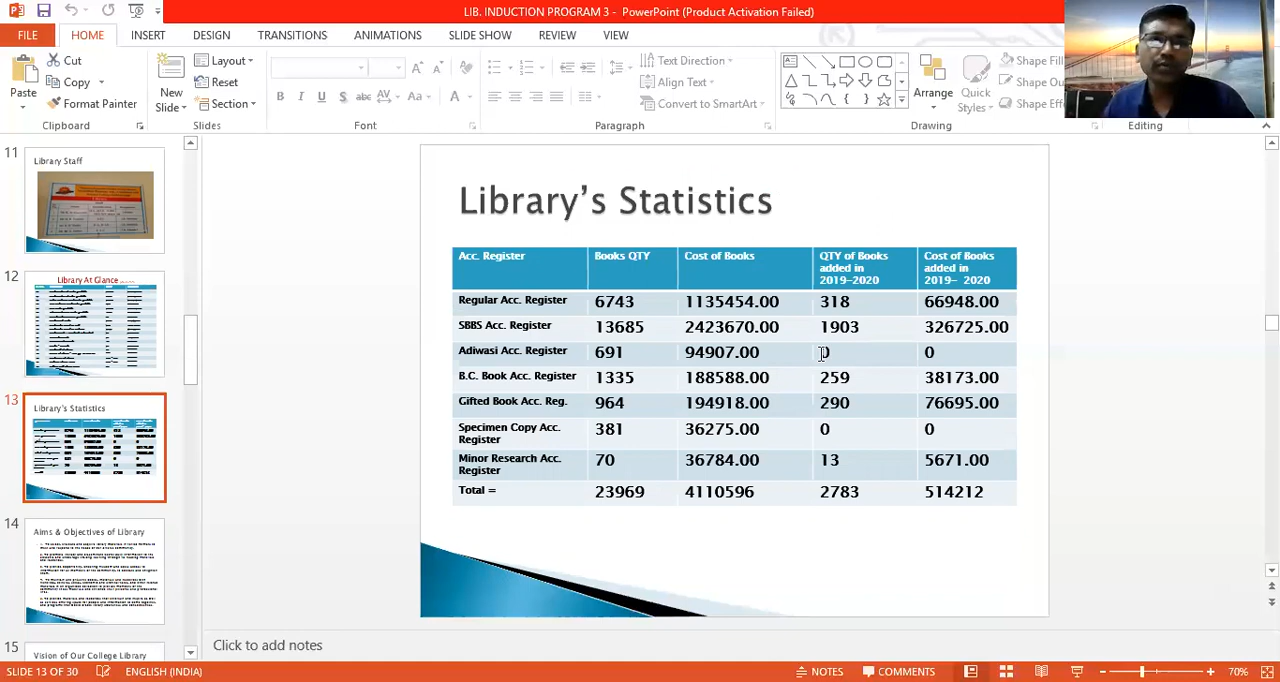 LIB. INDUCTION PROGRAM 3 - PowerPoint (Product Activation Failed)
FILE HOME INSERT DESIGN TRANSITIONS ANIMATIONS SLIDE SHOW REVIEW VIEW
Paste
Cut
Copy
Format Painter
Clipboard
New Slide
Layout
Reset
Section
Slides
B I U S abc AV Aa A
Font
Text Direction
Align Text
Convert to SmartArt
Paragraph
Arrange
Quick Styles
Shape Fill
Shape Ou
Shape Effe
Drawing
Editing
11
Library Staff
12
Library At Glance
13
Library's Statistics
14
Aims & Objectives of Library
15
Vision of Our College Library
Library's Statistics
Acc. Register Books QTY Cost of Books QTY of Books added in 2019-2020 Cost of Books added in 2019- 2020
Regular Acc. Register 6743 1135454.00 318 66948.00
SBBS Acc. Register 13685 2423670.00 1903 326725.00
Adiwasi Acc. Register 691 94907.00 0 0
B.C. Book Acc. Register 1335 188588.00 259 38173.00
Gifted Book Acc. Reg. 964 194918.00 290 76695.00
Specimen Copy Acc. Register 381 36275.00 0 0
Minor Research Acc. Register 70 36784.00 13 5671.00
Total = 23969 4110596 2783 514212
Click to add notes
SLIDE 13 OF 30 ENGLISH (INDIA) NOTES COMMENTS 70%